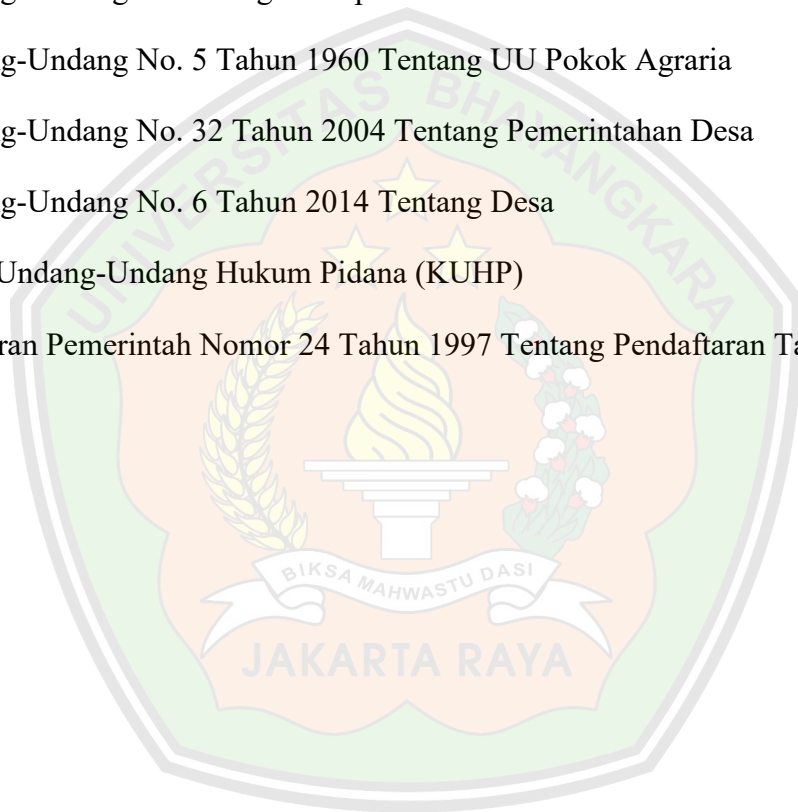 g-Undang No. 5 Tahun 1960 Tentang UU Pokok Agraria
g-Undang No. 32 Tahun 2004 Tentang Pemerintahan Desa
g-Undang No. 6 Tahun 2014 Tentang Desa
Undang-Undang Hukum Pidana (KUHP)
ran Pemerintah Nomor 24 Tahun 1997 Tentang Pendaftaran Ta
UNIVERSITAS BHAYANGKARA
BIKSA MAHWASTU DASI
JAKARTA RAYA